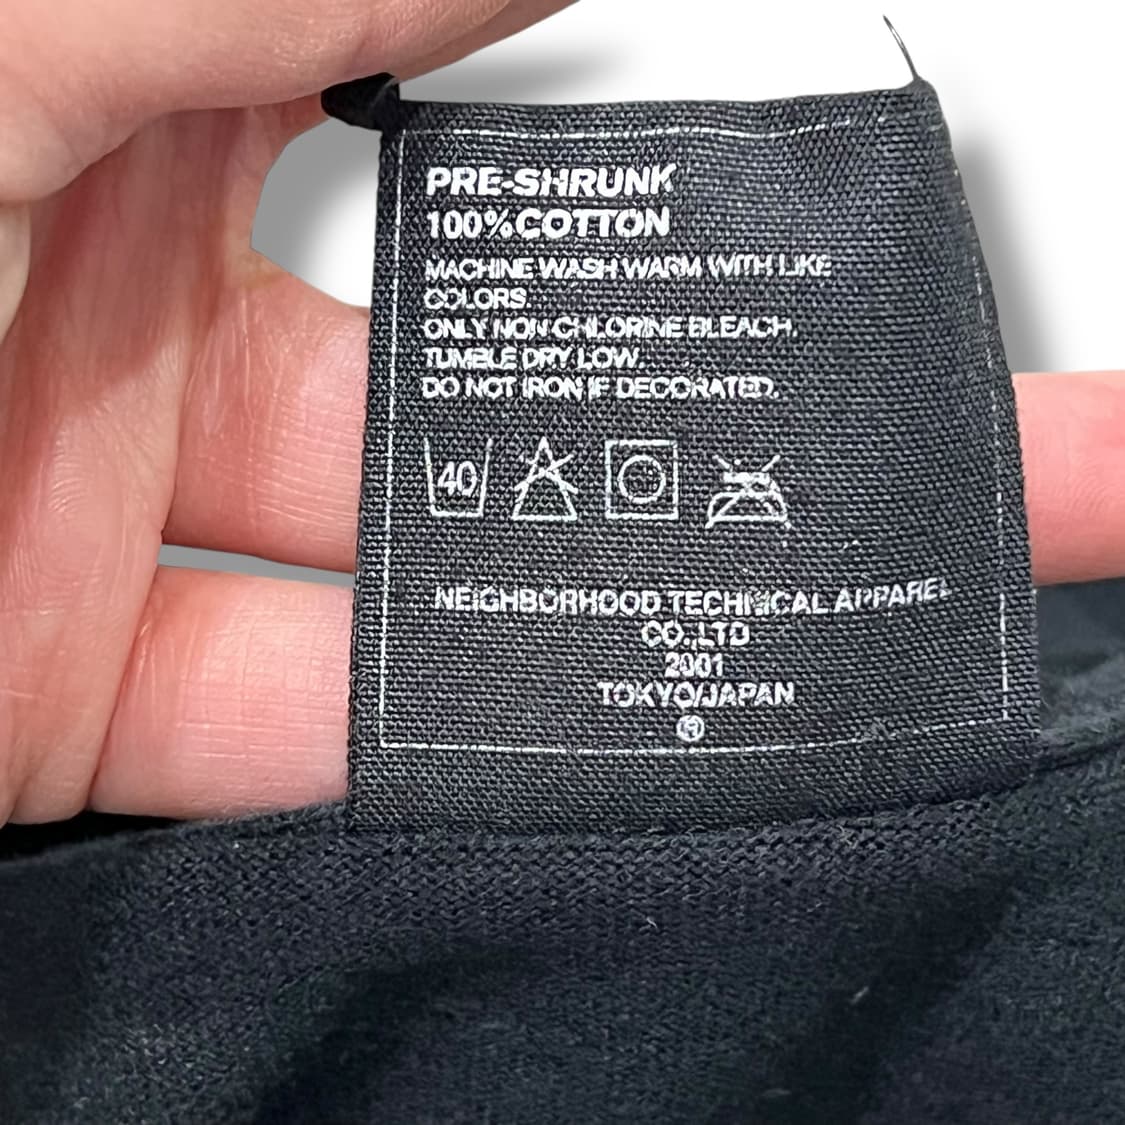 PRE-SHRUNK
100%COTTON
MACHINE WASH WARM WITH LIKE
COLORS.
ONLY NON CHLORINE BLEACH.
TUMBLE DRY LOW.
DO NOT IRON IF DECORATED.
40
NEIGHBORHOOD TECHNICAL APPAREL
CO.,LTD
2001
TOKYO/JAPAN